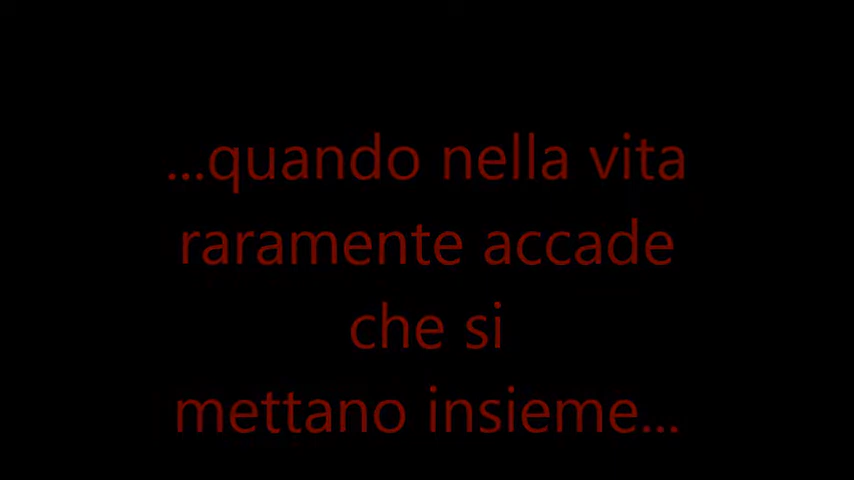 ...quando nella vita
raramente accade
che si
mettano insieme...